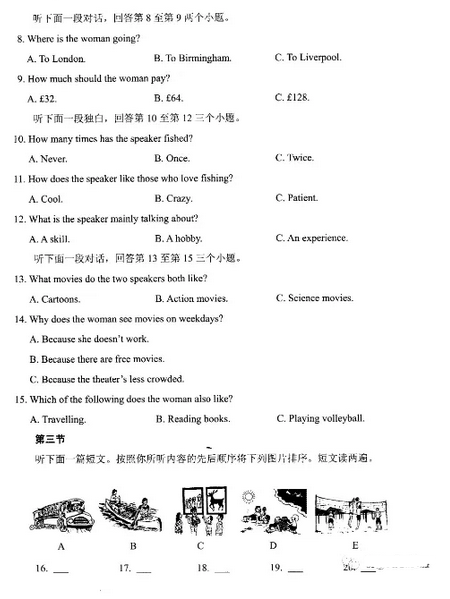 听下面一段对话，回答第 8 至第 9 两个小题。
8. Where is the woman going?
A. To London. B. To Birmingham. C. To Liverpool.
9. How much should the woman pay?
A. £32. B. £64. C. £128.
听下面一段独白，回答第 10 至第 12 三个小题。
10. How many times has the speaker fished?
A. Never. B. Once. C. Twice.
11. How does the speaker like those who love fishing?
A. Cool. B. Crazy. C. Patient.
12. What is the speaker mainly talking about?
A. A skill. B. A hobby. C. An experience.
听下面一段对话，回答第 13 至第 15 三个小题。
13. What movies do the two speakers both like?
A. Cartoons. B. Action movies. C. Science movies.
14. Why does the woman see movies on weekdays?
A. Because she doesn't work.
B. Because there are free movies.
C. Because the theater's less crowded.
15. Which of the following does the woman also like?
A. Travelling. B. Reading books. C. Playing volleyball.
第三节
听下面一篇短文。按照你所听内容的先后顺序将下列图片排序。短文读两遍。
A B C D E
16. ___ 17. ___ 18. ___ 19. ___ 20.